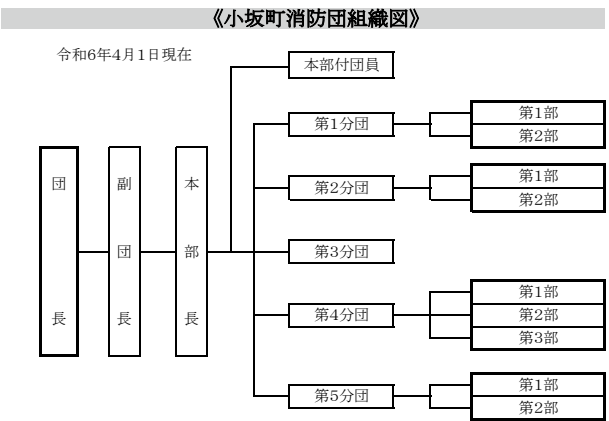 《小坂町消防団組織図》
令和6年4月1日現在
団長
副団長
本部長
本部付団員
第1分団
第1部
第2部
第2分団
第1部
第2部
第3分団
第4分団
第1部
第2部
第3部
第5分団
第1部
第2部